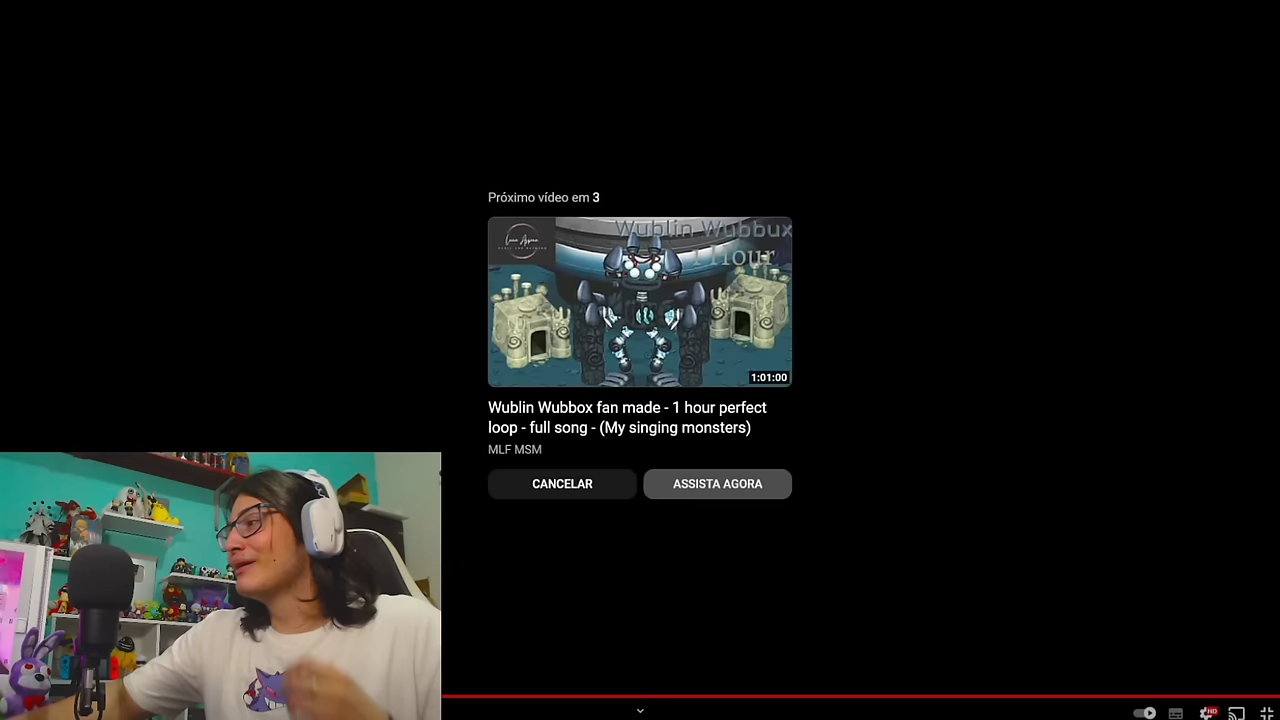 Próximo vídeo em 3
Wublin Wubbox
1 Hour
1:01:00
Wublin Wubbox fan made - 1 hour perfect
loop - full song - (My singing monsters)
MLF MSM
CANCELAR
ASSISTA AGORA
HD